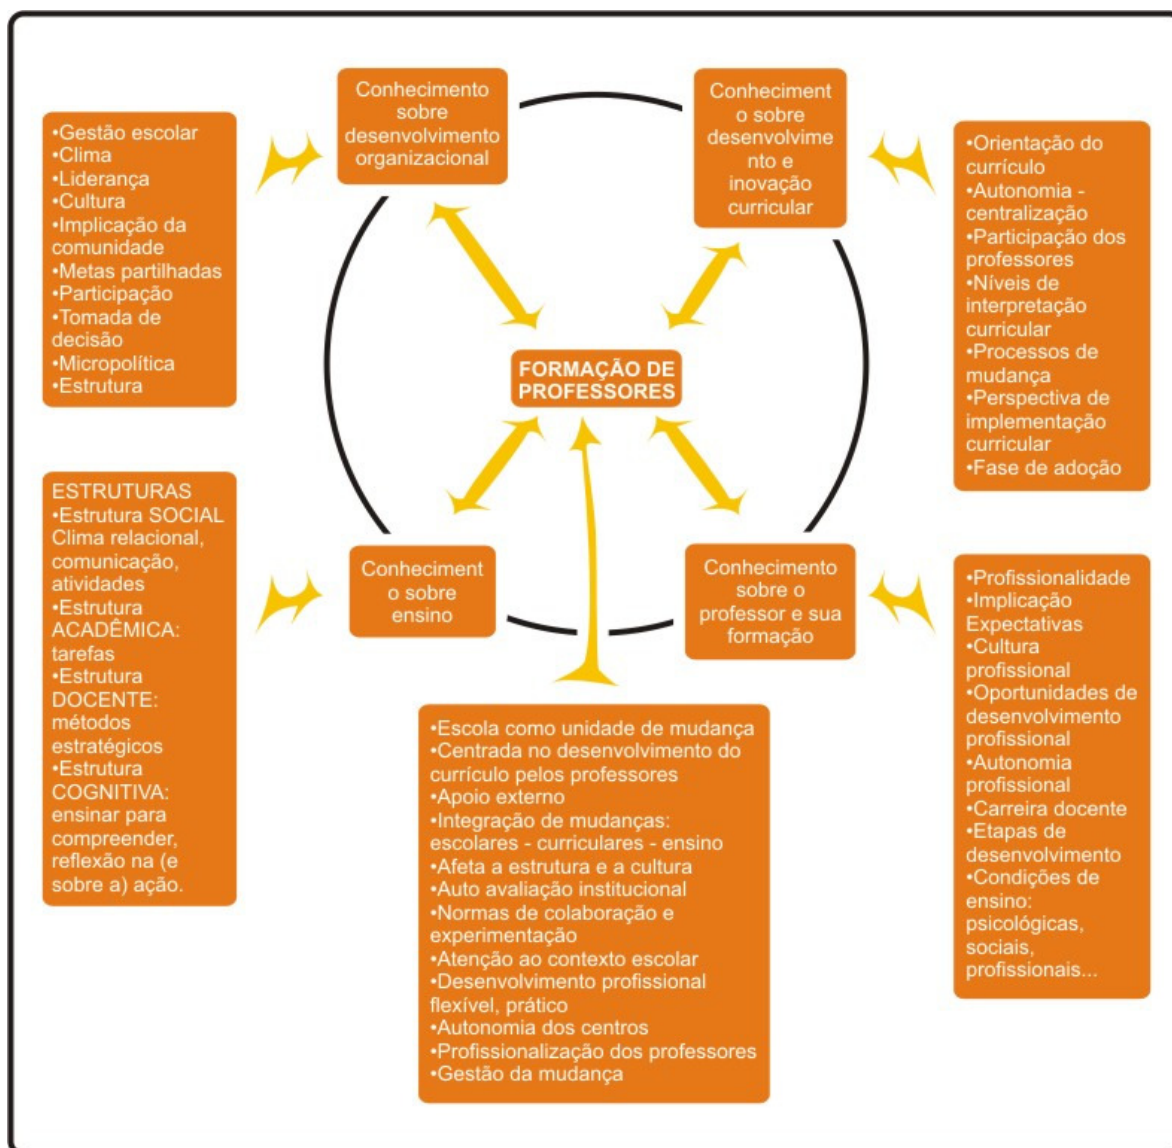 Conhecimento
sobre
desenvolvimento
organizacional
Conheciment
o sobre
desenvolvime
nto e
inovação
curricular
•Gestão escolar
•Clima
•Liderança
•Cultura
•Implicação da
comunidade
•Metas partilhadas
•Participação
•Tomada de
decisão
•Micropolítica
•Estrutura
•Orientação do
currículo
•Autonomia -
centralização
•Participação dos
professores
•Níveis de
interpretação
curricular
•Processos de
mudança
•Perspectiva de
implementação
curricular
•Fase de adoção
FORMAÇÃO DE
PROFESSORES
ESTRUTURAS
•Estrutura SOCIAL
Clima relacional,
comunicação,
atividades
•Estrutura
ACADÊMICA:
tarefas
•Estrutura
DOCENTE:
métodos
estratégicos
•Estrutura
COGNITIVA:
ensinar para
compreender,
reflexão na (e
sobre a) ação.
Conheciment
o sobre
ensino
Conhecimento
sobre o
professor e sua
formação
•Profissionalidade
•Implicação
Expectativas
•Cultura
profissional
•Oportunidades de
desenvolvimento
profissional
•Autonomia
profissional
•Carreira docente
•Etapas de
desenvolvimento
•Condições de
ensino:
psicológicas,
sociais,
profissionais...
•Escola como unidade de mudança
•Centrada no desenvolvimento do
currículo pelos professores
•Apoio externo
•Integração de mudanças:
escolares - curriculares - ensino
•Afeta a estrutura e a cultura
•Auto avaliação institucional
•Normas de colaboração e
experimentação
•Atenção ao contexto escolar
•Desenvolvimento profissional
flexível, prático
•Autonomia dos centros
•Profissionalização dos professores
•Gestão da mudança